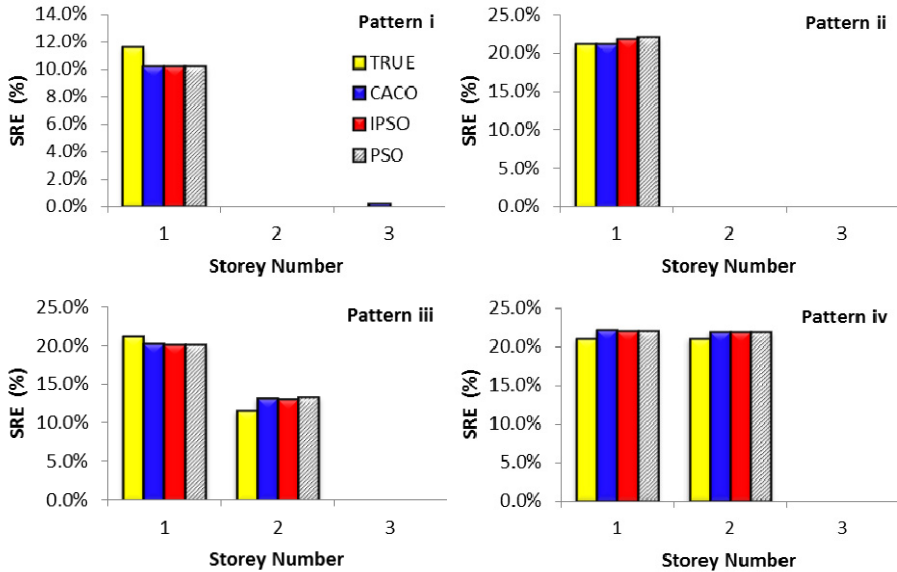 Pattern i
SRE (%)
14.0%
12.0%
10.0%
8.0%
6.0%
4.0%
2.0%
0.0%
TRUE
CACO
IPSO
PSO
1 2 3
Storey Number
Pattern ii
SRE (%)
25.0%
20.0%
15.0%
10.0%
5.0%
0.0%
1 2 3
Storey Number
Pattern iii
SRE (%)
25.0%
20.0%
15.0%
10.0%
5.0%
0.0%
1 2 3
Storey Number
Pattern iv
SRE (%)
25.0%
20.0%
15.0%
10.0%
5.0%
0.0%
1 2 3
Storey Number